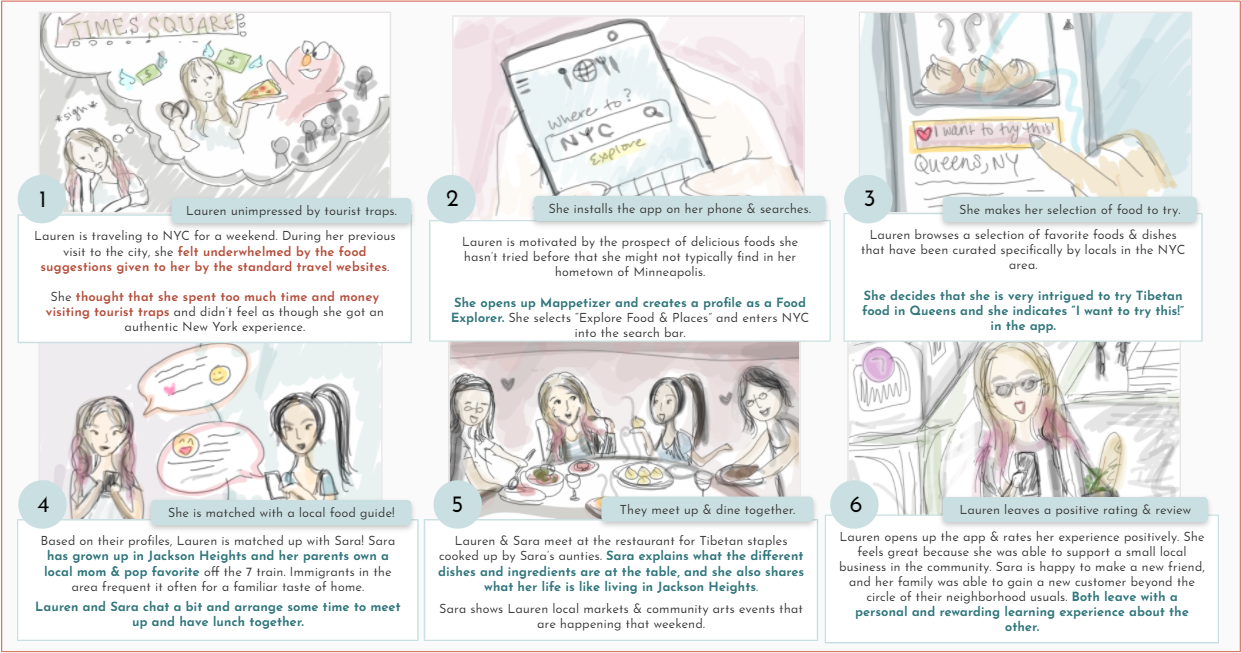 TIMES SQUARE
$
$
*sigh*
1
Lauren unimpressed by tourist traps.
Lauren is traveling to NYC for a weekend. During her previous
visit to the city, she felt underwhelmed by the food
suggestions given to her by the standard travel websites.
She thought that she spent too much time and money
visiting tourist traps and didn't feel as though she got an
authentic New York experience.
where to?
NYC
Explore
2
She installs the app on her phone & searches.
Lauren is motivated by the prospect of delicious foods she
hasn't tried before that she might not typically find in her
hometown of Minneapolis.
She opens up Mappetizer and creates a profile as a Food
Explorer. She selects "Explore Food & Places" and enters NYC
into the search bar.
I want to try this!
Queens, NY
3
She makes her selection of food to try.
Lauren browses a selection of favorite foods & dishes
that have been curated specifically by locals in the NYC
area.
She decides that she is very intrigued to try Tibetan
food in Queens and she indicates "I want to try this!"
in the app.
4
She is matched with a local food guide!
Based on their profiles, Lauren is matched up with Sara! Sara
has grown up in Jackson Heights and her parents own a
local mom & pop favorite off the 7 train. Immigrants in the
area frequent it often for a familiar taste of home.
Lauren and Sara chat a bit and arrange some time to meet
up and have lunch together.
5
They meet up & dine together.
Lauren & Sara meet at the restaurant for Tibetan staples
cooked up by Sara's aunties. Sara explains what the different
dishes and ingredients are at the table, and she also shares
what her life is like living in Jackson Heights.
Sara shows Lauren local markets & community arts events that
are happening that weekend.
7
6
Lauren leaves a positive rating & review
Lauren opens up the app & rates her experience positively. She
feels great because she was able to support a small local
business in the community. Sara is happy to make a new friend,
and her family was able to gain a new customer beyond the
circle of their neighborhood usuals. Both leave with a
personal and rewarding learning experience about the
other.